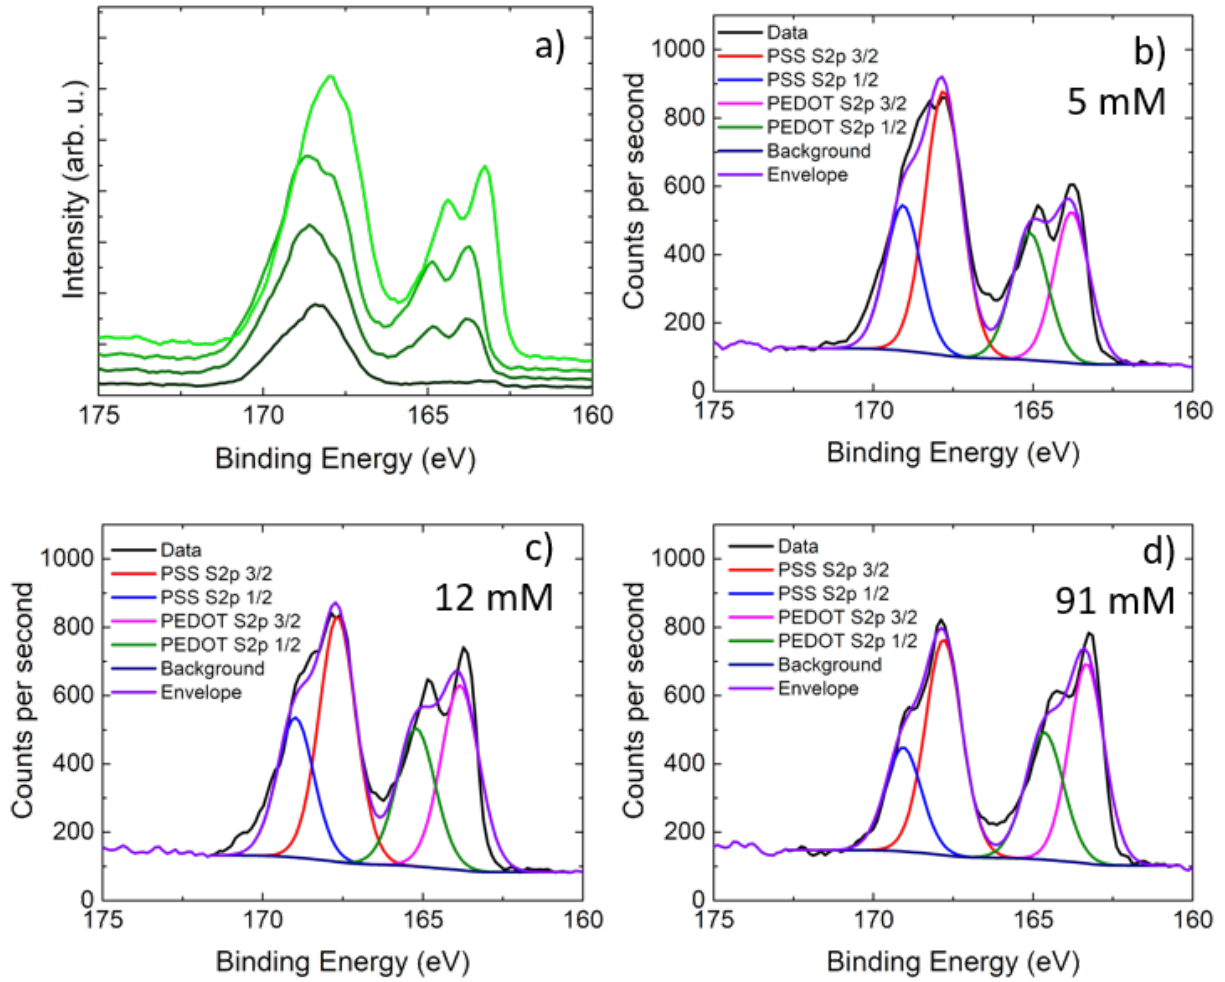 a)
Intensity (arb. u.)
175
170
165
160
Binding Energy (eV)
b)
5 mM
Data
PSS S2p 3/2
PSS S2p 1/2
PEDOT S2p 3/2
PEDOT S2p 1/2
Background
Envelope
Counts per second
1000
800
600
400
200
0
175
170
165
160
Binding Energy (eV)
c)
12 mM
Data
PSS S2p 3/2
PSS S2p 1/2
PEDOT S2p 3/2
PEDOT S2p 1/2
Background
Envelope
Counts per second
1000
800
600
400
200
0
175
170
165
160
Binding Energy (eV)
d)
91 mM
Data
PSS S2p 3/2
PSS S2p 1/2
PEDOT S2p 3/2
PEDOT S2p 1/2
Background
Envelope
Counts per second
1000
800
600
400
200
0
175
170
165
160
Binding Energy (eV)